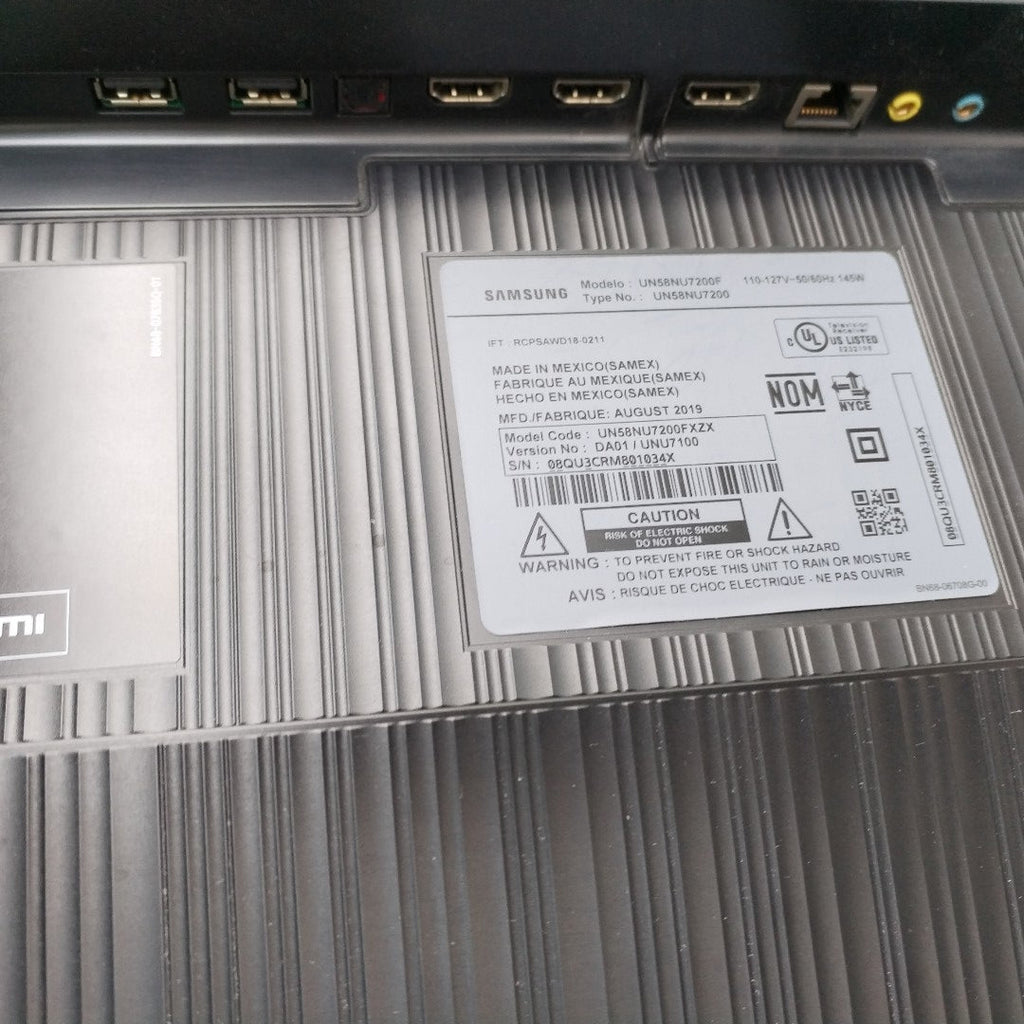 SAMSUNG
Modelo : UN58NU7200F 110-127V~50/60Hz 145W
Type No. : UN58NU7200
IFT : RCPSAWD18-0211
c UL US LISTED
Television
Receiver
MADE IN MEXICO(SAMEX)
FABRIQUE AU MEXIQUE(SAMEX)
HECHO EN MEXICO(SAMEX)
MFD./FABRIQUE: AUGUST 2019
NOM
NYCE
Model Code : UN58NU7200FXZX
Version No : DA01 / UNU7100
S/N : 08QU3CRM801034X
08QU3CRM801034X
CAUTION
RISK OF ELECTRIC SHOCK
DO NOT OPEN
WARNING : TO PREVENT FIRE OR SHOCK HAZARD
DO NOT EXPOSE THIS UNIT TO RAIN OR MOISTURE
AVIS : RISQUE DE CHOC ELECTRIQUE - NE PAS OUVRIR
BN68-06708G-00